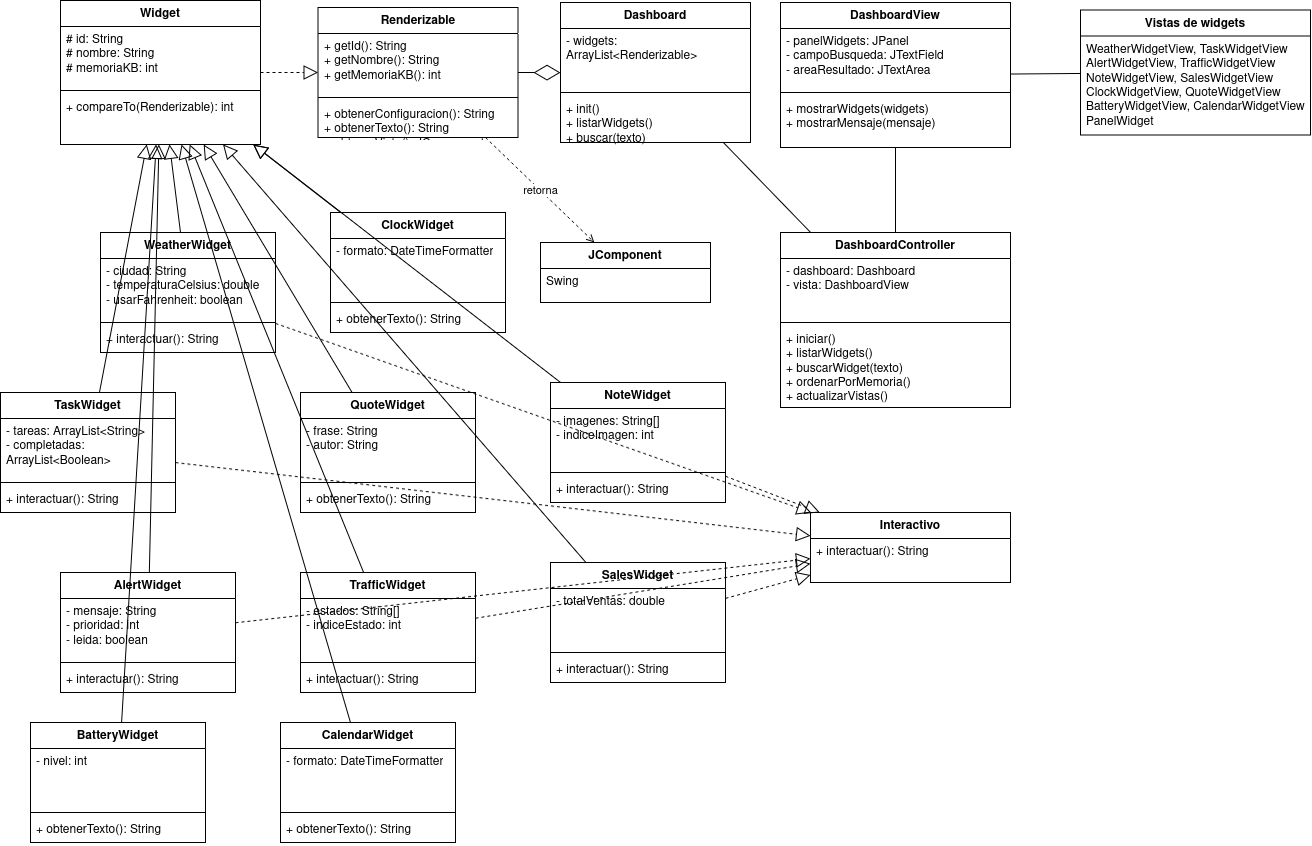 Widget
# id: String
# nombre: String
# memoriaKB: int
+ compareTo(Renderizable): int
Renderizable
+ getId(): String
+ getNombre(): String
+ getMemoriaKB(): int
+ obtenerConfiguracion(): String
+ obtenerTexto(): String
Dashboard
- widgets:
ArrayList<Renderizable>
+ init()
+ listarWidgets()
+ buscar(texto)
DashboardView
- panelWidgets: JPanel
- campoBusqueda: JTextField
- areaResultado: JTextArea
+ mostrarWidgets(widgets)
+ mostrarMensaje(mensaje)
Vistas de widgets
WeatherWidgetView, TaskWidgetView
AlertWidgetView, TrafficWidgetView
NoteWidgetView, SalesWidgetView
ClockWidgetView, QuoteWidgetView
BatteryWidgetView, CalendarWidgetView
PanelWidget
retorna
WeatherWidget
- ciudad: String
- temperaturaCelsius: double
- usarFahrenheit: boolean
+ interactuar(): String
ClockWidget
- formato: DateTimeFormatter
+ obtenerTexto(): String
JComponent
Swing
DashboardController
- dashboard: Dashboard
- vista: DashboardView
+ iniciar()
+ listarWidgets()
+ buscarWidget(texto)
+ ordenarPorMemoria()
+ actualizarVistas()
TaskWidget
- tareas: ArrayList<String>
- completadas:
ArrayList<Boolean>
+ interactuar(): String
QuoteWidget
- frase: String
- autor: String
+ obtenerTexto(): String
NoteWidget
- imagenes: String[]
- indiceImagen: int
+ interactuar(): String
Interactivo
+ interactuar(): String
AlertWidget
- mensaje: String
- prioridad: int
- leida: boolean
+ interactuar(): String
TrafficWidget
- estados: String[]
- indiceEstado: int
+ interactuar(): String
SalesWidget
- totalVentas: double
+ interactuar(): String
BatteryWidget
- nivel: int
+ obtenerTexto(): String
CalendarWidget
- formato: DateTimeFormatter
+ obtenerTexto(): String